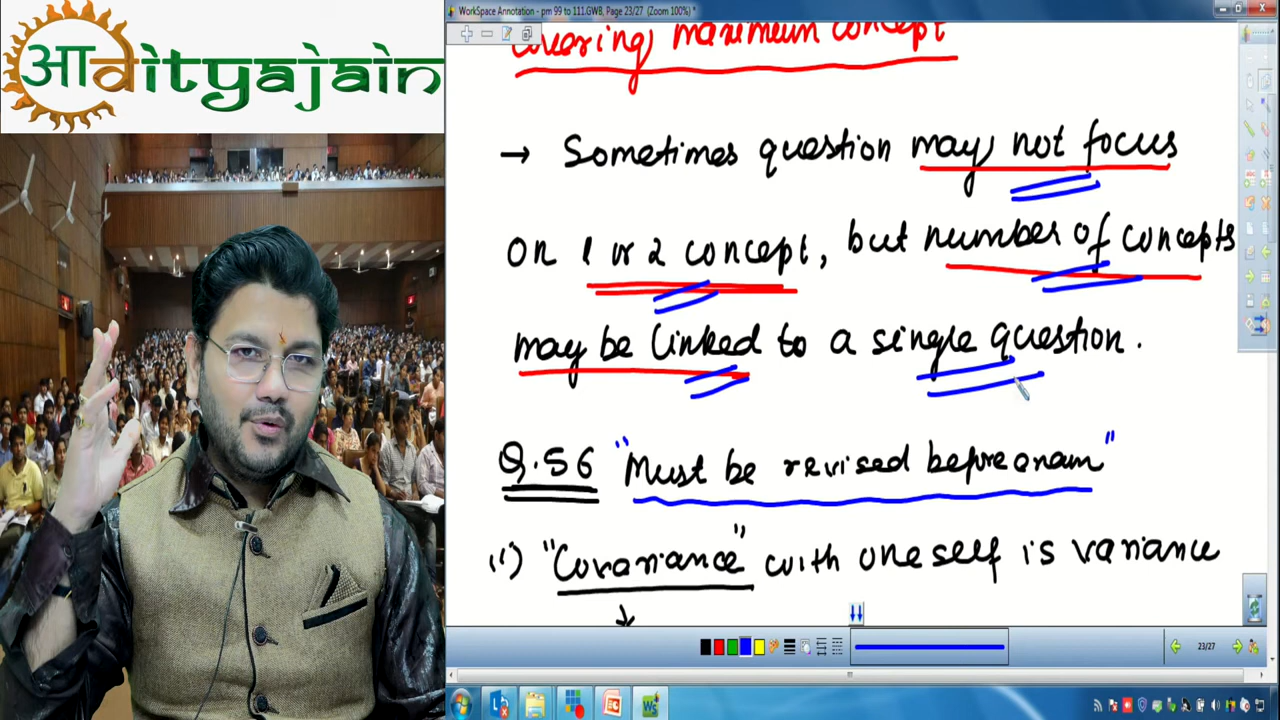 WorkSpace Annotation - pm 99 to 111.GWB, Page 23/27 (Zoom 100%) *
आdityajain
Covering maximum concept
→ Sometimes question may not focus
on 1 or 2 concept, but number of concepts
may be linked to a single question.
Q.56 "Must be revised before exam"
(i) "Covariance" with oneself is variance
23/27